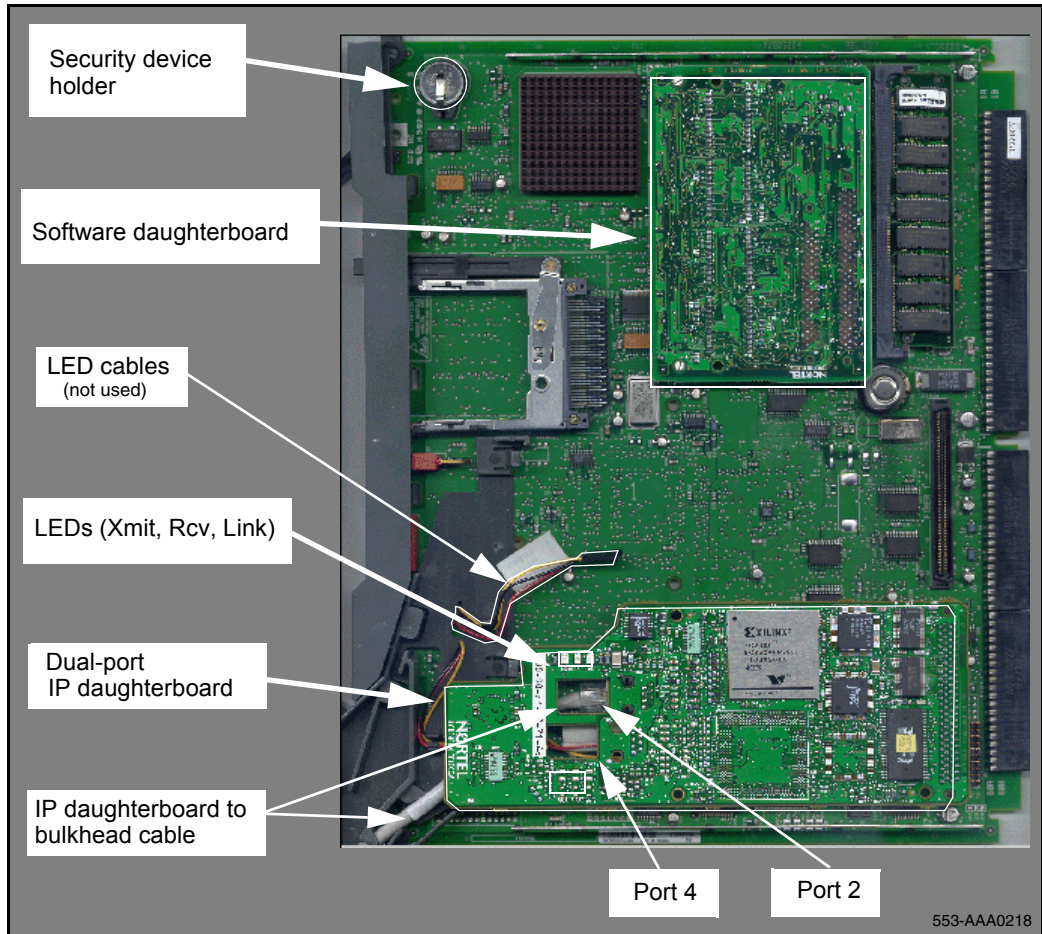 Security device
holder
Software daughterboard
LED cables
(not used)
LEDs (Xmit, Rcv, Link)
Dual-port
IP daughterboard
IP daughterboard to
bulkhead cable
Port 4
Port 2
XILINX
NORTEL
553-AAA0218